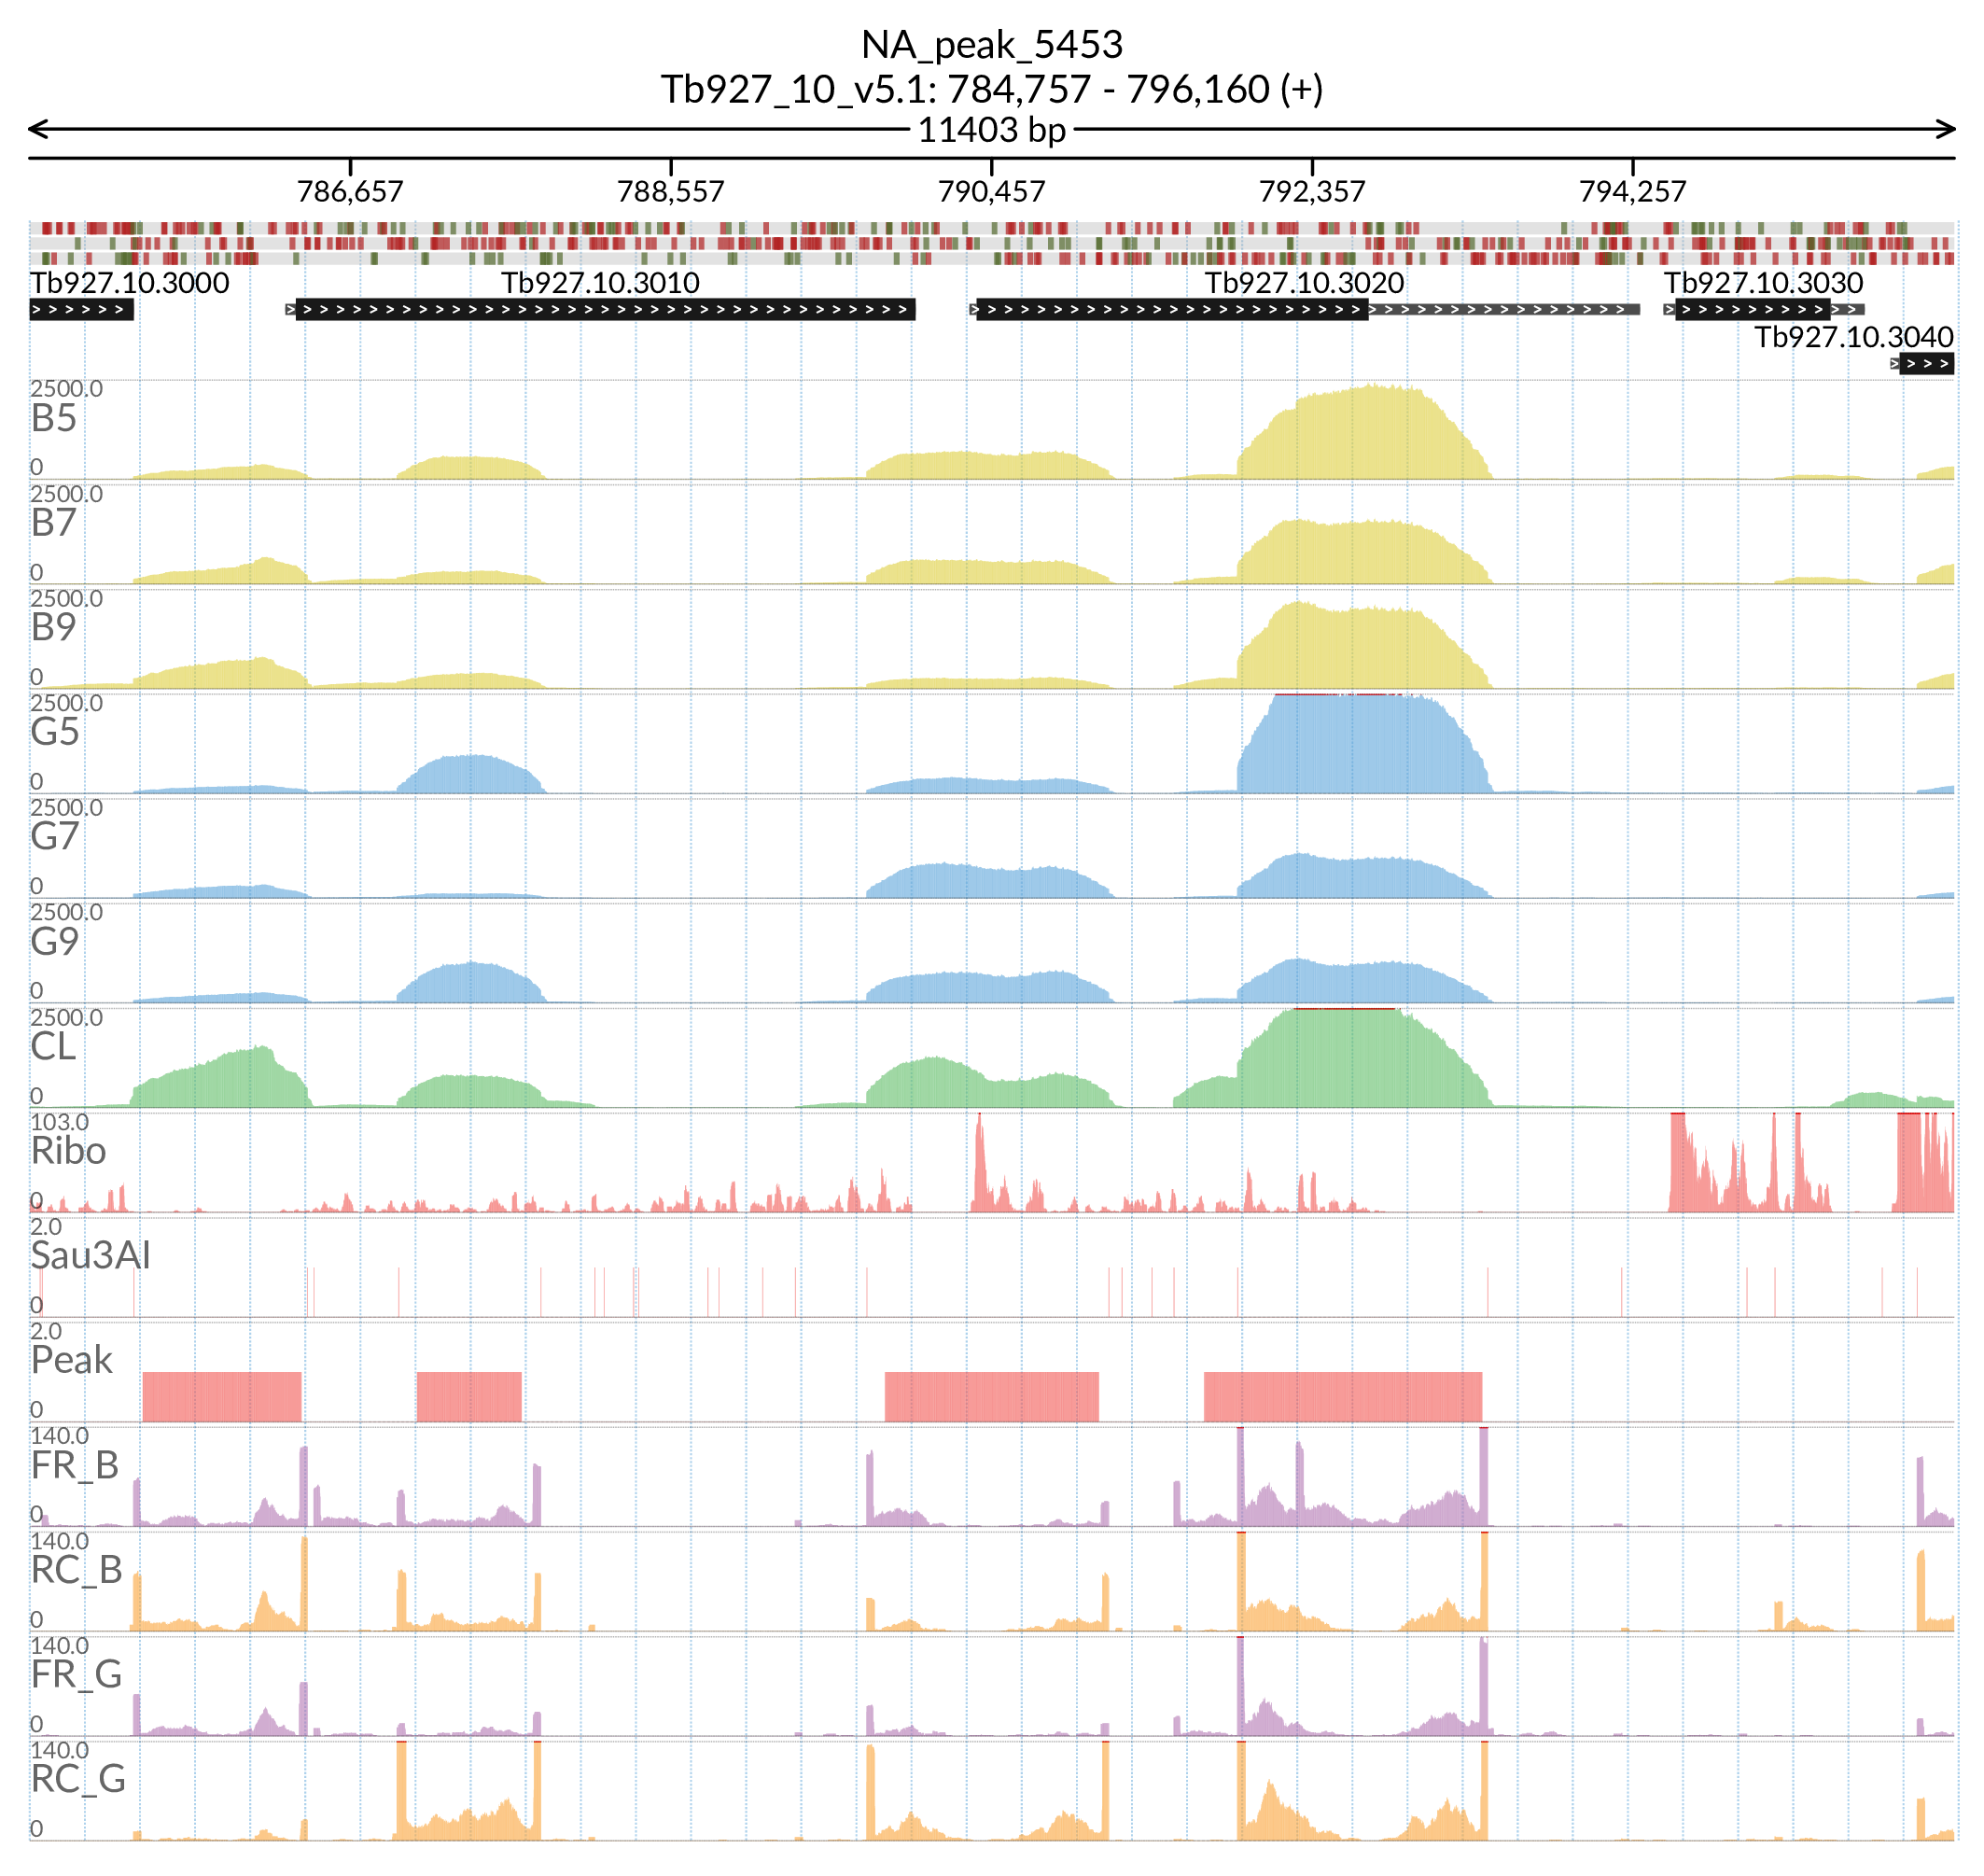 NA_peak_5453
Tb927_10_v5.1: 784,757 - 796,160 (+)
11403 bp
786,657 788,557 790,457 792,357 794,257
Tb927.10.3000 Tb927.10.3010 Tb927.10.3020 Tb927.10.3030
Tb927.10.3040
2500.0
B5
0
2500.0
B7
0
2500.0
B9
0
2500.0
G5
0
2500.0
G7
0
2500.0
G9
0
2500.0
CL
0
103.0
Ribo
0
2.0
Sau3AI
0
2.0
Peak
0
140.0
FR_B
0
140.0
RC_B
0
140.0
FR_G
0
140.0
RC_G
0